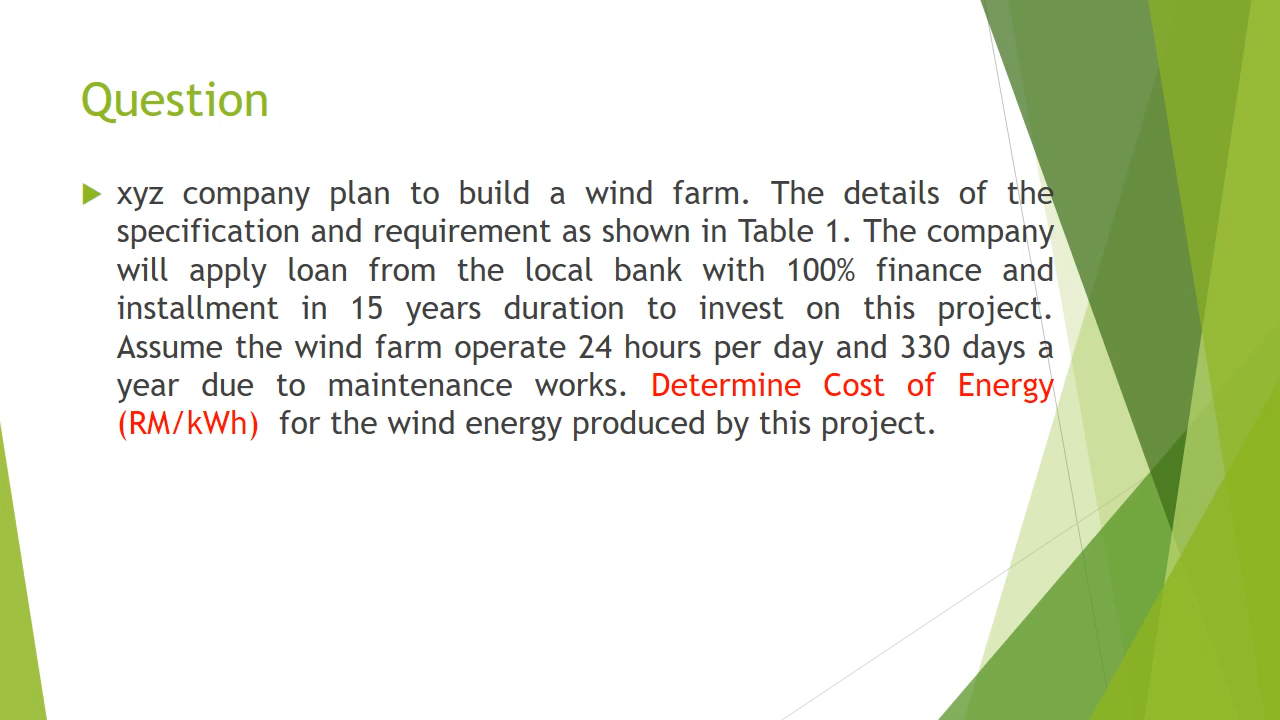 Question
xyz company plan to build a wind farm. The details of the
specification and requirement as shown in Table 1. The company
will apply loan from the local bank with 100% finance and
installment in 15 years duration to invest on this project.
Assume the wind farm operate 24 hours per day and 330 days a
year due to maintenance works. Determine Cost of Energy
(RM/kWh) for the wind energy produced by this project.